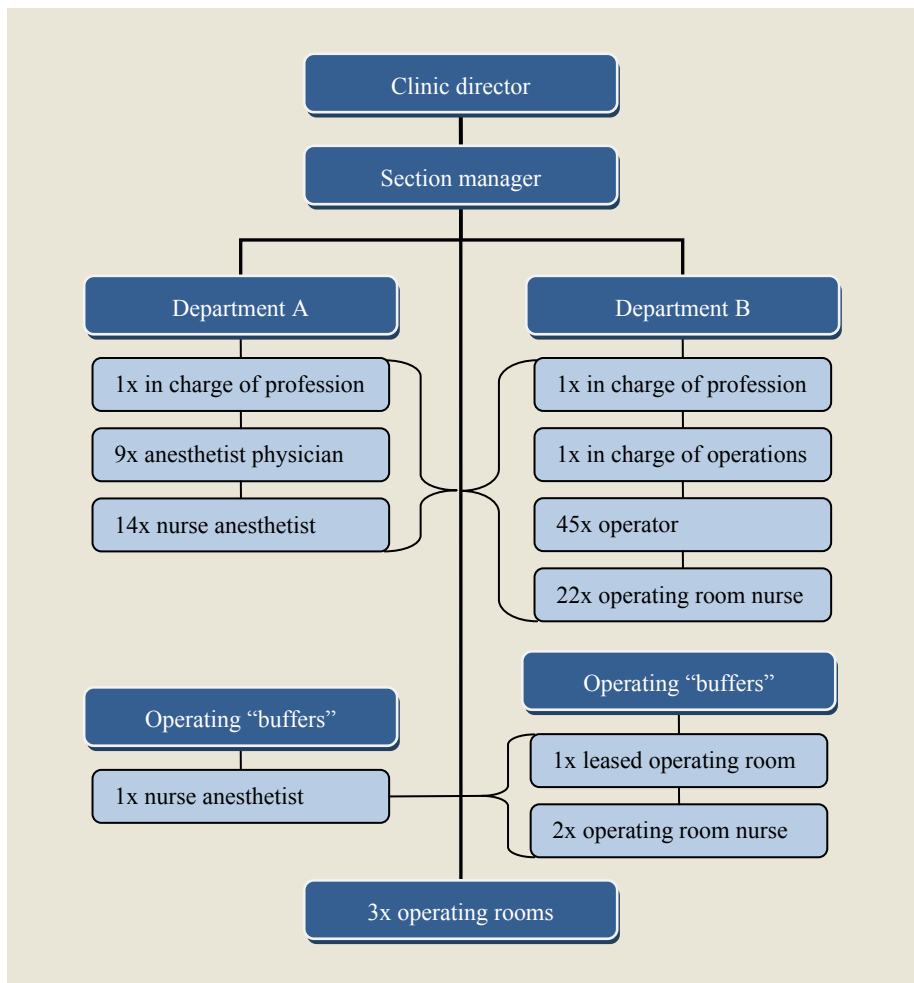 Clinic director
Section manager
Department A
1x in charge of profession
9x anesthetist physician
14x nurse anesthetist
Department B
1x in charge of profession
1x in charge of operations
45x operator
22x operating room nurse
Operating “buffers”
1x nurse anesthetist
Operating “buffers”
1x leased operating room
2x operating room nurse
3x operating rooms